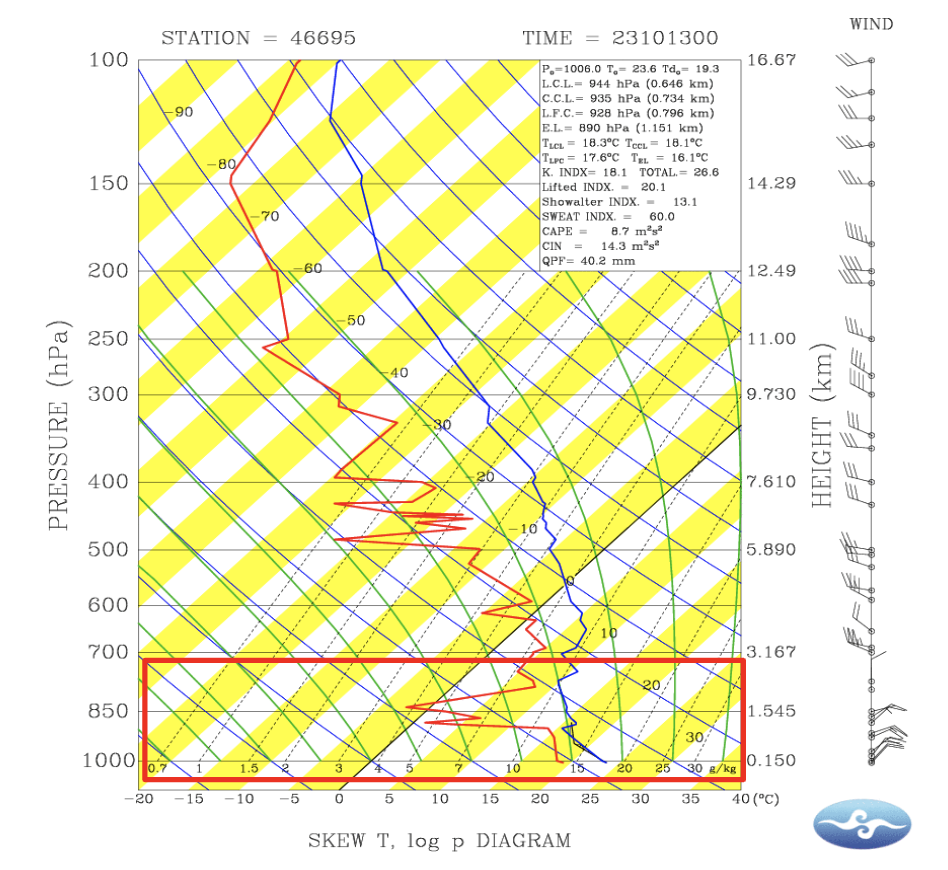 STATION = 46695
TIME = 23101300
WIND
P₀=1006.0 T₀= 23.6 Td₀= 19.3
L.C.L.= 944 hPa (0.646 km)
C.C.L.= 935 hPa (0.734 km)
L.F.C.= 928 hPa (0.796 km)
E.L.= 890 hPa (1.151 km)
T_LCL = 18.3°C T_CCL = 18.1°C
T_LFC = 17.6°C T_EL = 16.1°C
K. INDX= 18.1 TOTAL.= 26.6
Lifted INDX. = 20.1
Showalter INDX. = 13.1
SWEAT INDX. = 60.0
CAPE = 8.7 m²s²
CIN = 14.3 m²s²
QPF= 40.2 mm
PRESSURE (hPa)
100
150
200
250
300
400
500
600
700
850
1000
-90
-80
-70
-60
-50
-40
-30
-20
-10
0
10
20
30
16.67
14.29
12.49
11.00
9.730
7.610
5.890
3.167
1.545
0.150
HEIGHT (km)
0.7 1 1.5 2 3 4 5 7 10 15 20 25 30 g/kg
-20 -15 -10 -5 0 5 10 15 20 25 30 35 40 (°C)
SKEW T, log p DIAGRAM